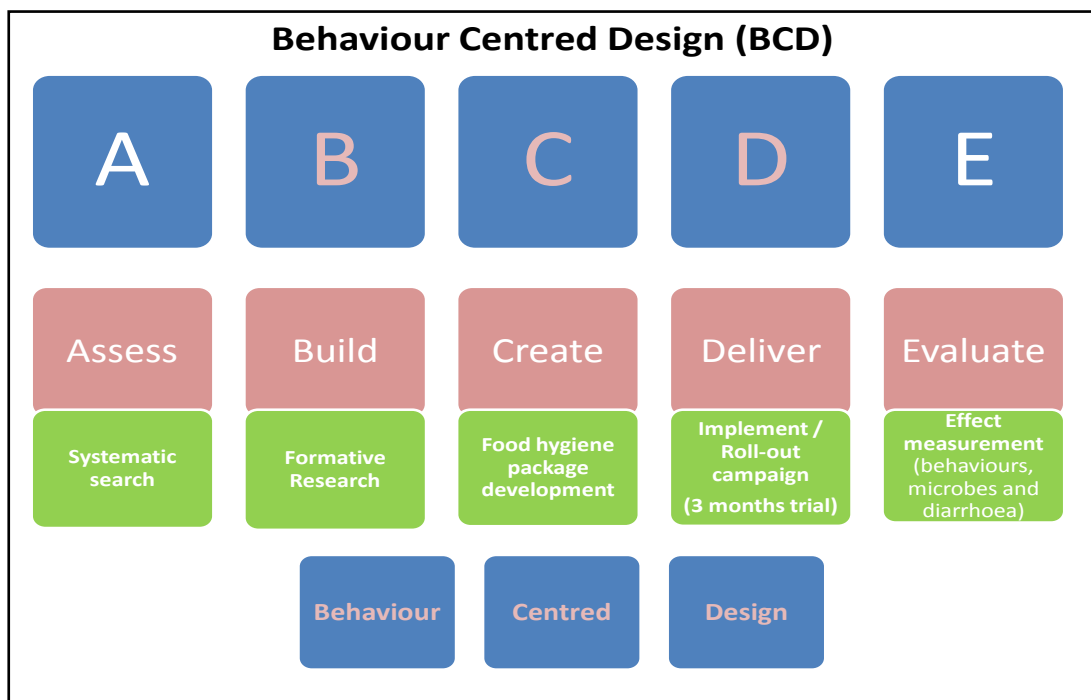 Behaviour Centred Design (BCD)
A
B
C
D
E
Assess
Build
Create
Deliver
Evaluate
Systematic
search
Formative
Research
Food hygiene
package
development
Implement /
Roll-out
campaign
(3 months trial)
Effect
measurement
(behaviours,
microbes and
diarrhoea)
Behaviour
Centred
Design